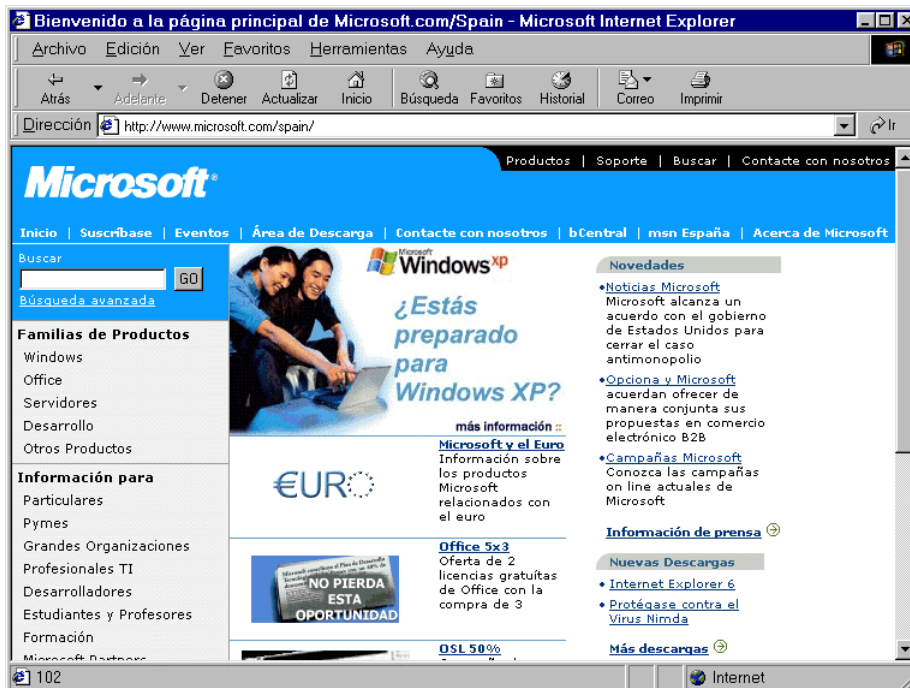 Bienvenido a la página principal de Microsoft.com/Spain - Microsoft Internet Explorer
Archivo Edición Ver Favoritos Herramientas Ayuda
Atrás Adelante Detener Actualizar Inicio Búsqueda Favoritos Historial Correo Imprimir
Dirección http://www.microsoft.com/spain/ Ir
Productos | Soporte | Buscar | Contacte con nosotros
Microsoft®
Inicio | Suscríbase | Eventos | Área de Descarga | Contacte con nosotros | bCentral | msn España | Acerca de Microsoft
Buscar
GO
Búsqueda avanzada
Familias de Productos
Windows
Office
Servidores
Desarrollo
Otros Productos
Información para
Particulares
Pymes
Grandes Organizaciones
Profesionales TI
Desarrolladores
Estudiantes y Profesores
Formación
Microsoft Partners
Microsoft
Windows xp
¿Estás
preparado
para
Windows XP?
más información ::
€URO
Microsoft y el Euro
Información sobre
los productos
Microsoft
relacionados con
el euro
NO PIERDA
ESTA
OPORTUNIDAD
Office 5x3
Oferta de 2
licencias gratuítas
de Office con la
compra de 3
OSL 50%
Novedades
•Noticias Microsoft
Microsoft alcanza un
acuerdo con el gobierno
de Estados Unidos para
cerrar el caso
antimonopolio
•Opciona y Microsoft
acuerdan ofrecer de
manera conjunta sus
propuestas en comercio
electrónico B2B
•Campañas Microsoft
Conozca las campañas
on line actuales de
Microsoft
Información de prensa
Nuevas Descargas
• Internet Explorer 6
• Protégase contra el
Virus Nimda
Más descargas
102 Internet